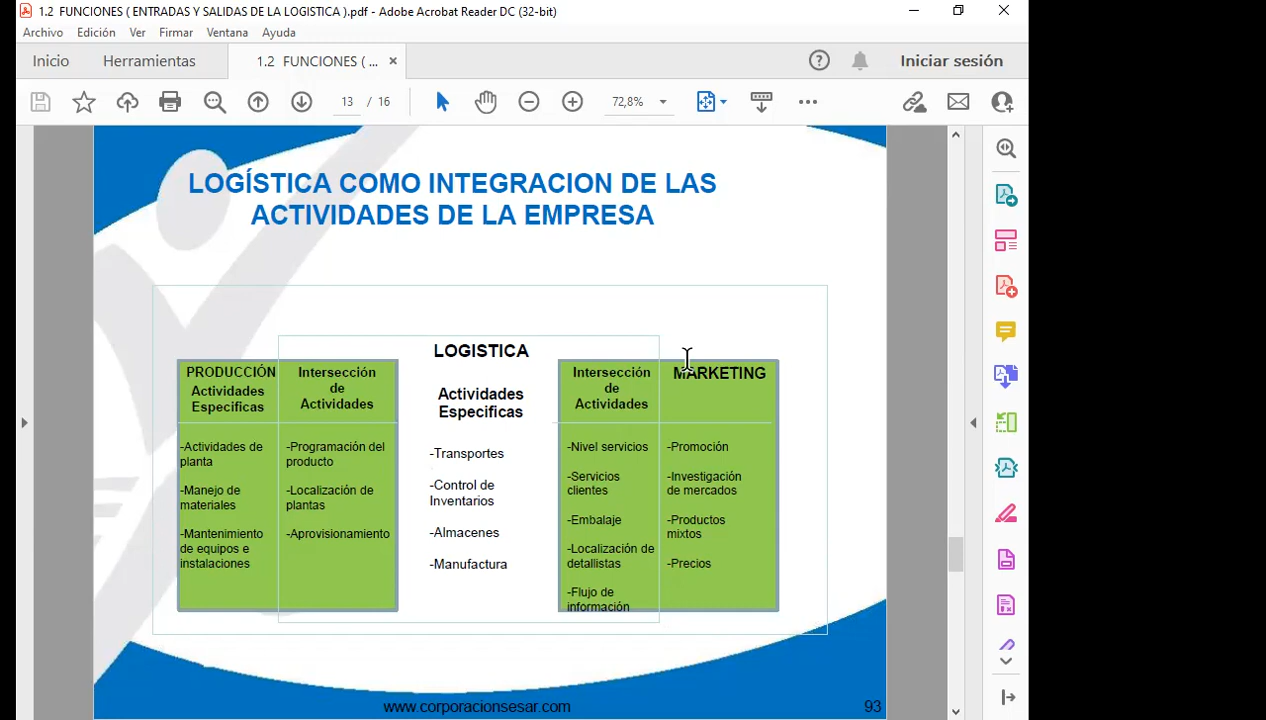 1.2 FUNCIONES ( ENTRADAS Y SALIDAS DE LA LOGISTICA ).pdf - Adobe Acrobat Reader DC (32-bit)
Archivo Edición Ver Firmar Ventana Ayuda
Inicio Herramientas 1.2 FUNCIONES ( ... × Iniciar sesión
13 / 16 72,8%
LOGÍSTICA COMO INTEGRACION DE LAS
ACTIVIDADES DE LA EMPRESA
LOGISTICA
PRODUCCIÓN
Actividades
Especificas
-Actividades de
planta
-Manejo de
materiales
-Mantenimiento
de equipos e
instalaciones
Intersección
de
Actividades
-Programación del
producto
-Localización de
plantas
-Aprovisionamiento
Actividades
Especificas
-Transportes
-Control de
Inventarios
-Almacenes
-Manufactura
Intersección
de
Actividades
-Nivel servicios
-Servicios
clientes
-Embalaje
-Localización de
detallistas
-Flujo de
información
MARKETING
-Promoción
-Investigación
de mercados
-Productos
mixtos
-Precios
www.corporacionsesar.com
93